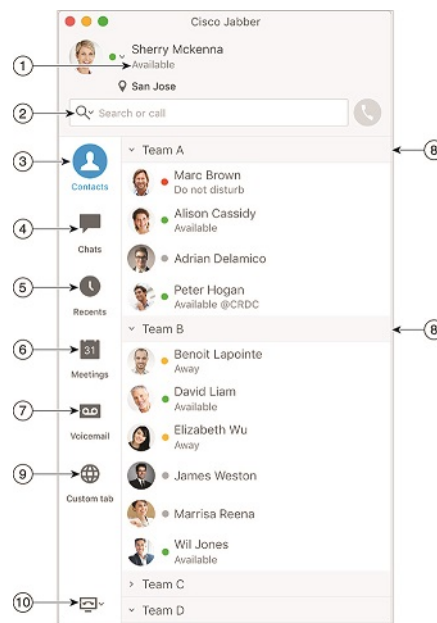 Cisco Jabber
Sherry Mckenna
1
Available
San Jose
2
Search or call
3
Contacts
Team A
8
Marc Brown
Do not disturb
4
Chats
Alison Cassidy
Available
Adrian Delamico
5
Recents
Peter Hogan
Available @CRDC
Team B
8
6
31
Meetings
Benoit Lapointe
Away
David Liam
Available
7
Voicemail
Elizabeth Wu
Away
9
Custom tab
James Weston
Marrisa Reena
Wil Jones
Available
Team C
10
Team D